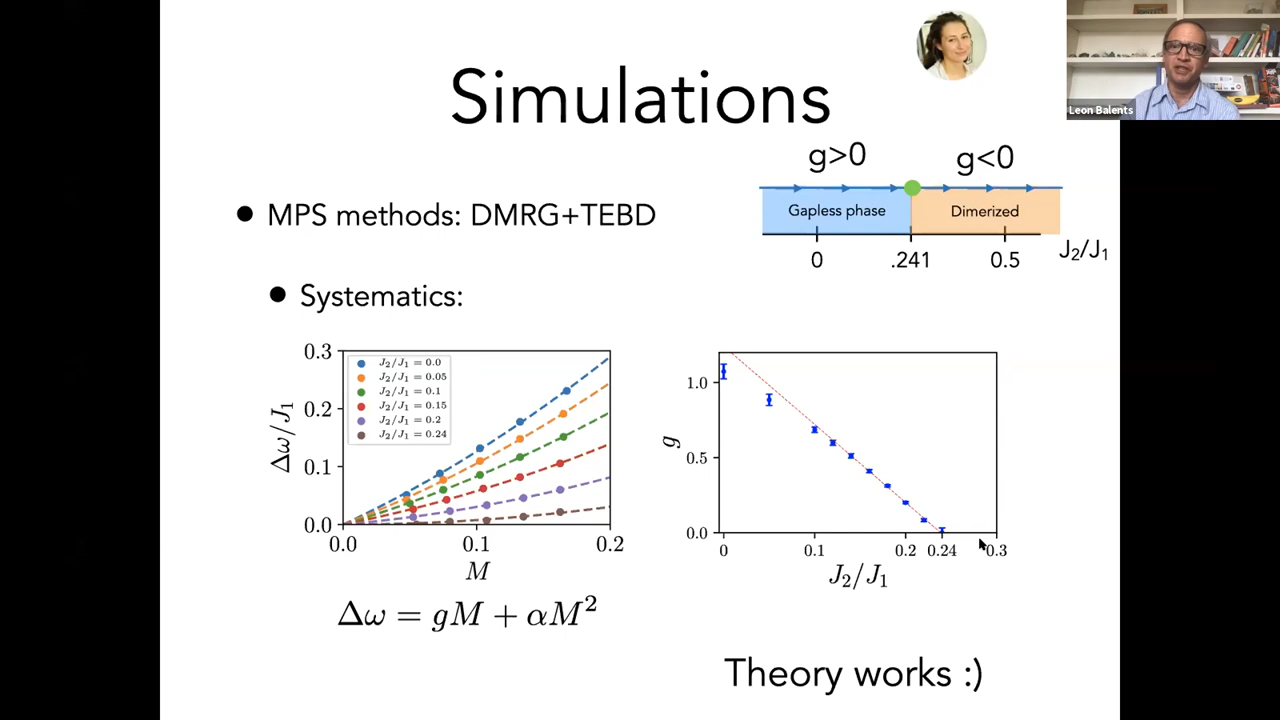 Leon Balents
Simulations
g>0
g<0
● MPS methods: DMRG+TEBD
Gapless phase
Dimerized
0
.241
0.5
J₂/J₁
● Systematics:
0.3
0.2
0.1
0.0
Δω/J₁
J₂/J₁ = 0.0
J₂/J₁ = 0.05
J₂/J₁ = 0.1
J₂/J₁ = 0.15
J₂/J₁ = 0.2
J₂/J₁ = 0.24
0.0 0.1 0.2
M
1.0
0.5
0.0
g
0 0.1 0.2 0.24 0.3
J₂/J₁
Δω = gM + αM²
Theory works :)